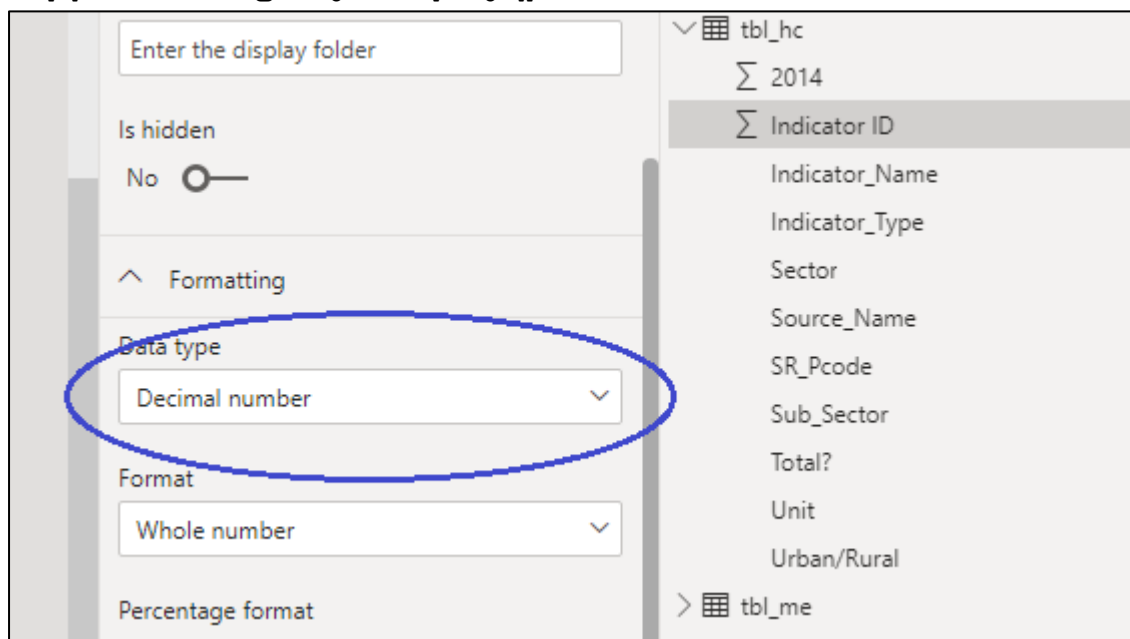 Enter the display folder
Is hidden
No
Formatting
Data type
Decimal number
Format
Whole number
Percentage format
tbl_hc
∑ 2014
∑ Indicator ID
Indicator_Name
Indicator_Type
Sector
Source_Name
SR_Pcode
Sub_Sector
Total?
Unit
Urban/Rural
tbl_me